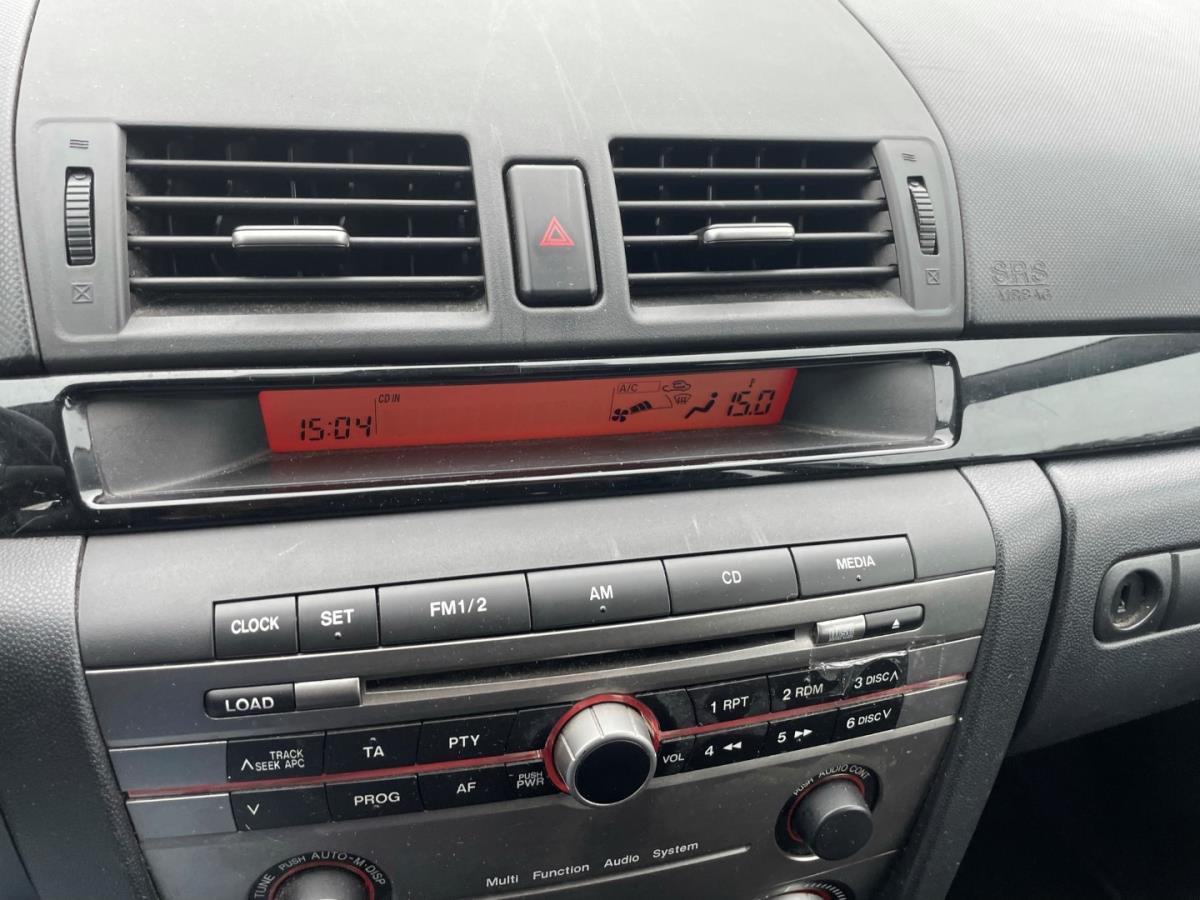 SRS
AIRBAG
CD IN
A/C
15:04
15.0
CLOCK
SET
FM1/2
AM
CD
MEDIA
LOAD
1 RPT
2 RDM
3 DISC∧
∧ TRACK
SEEK APC
TA
PTY
VOL
4 ◀◀
5 ▶▶
6 DISC∨
∨
PROG
AF
PUSH
PWR
PUSH AUDIO CONT
Multi Function Audio System
TUNE PUSH AUTO-M·DISP